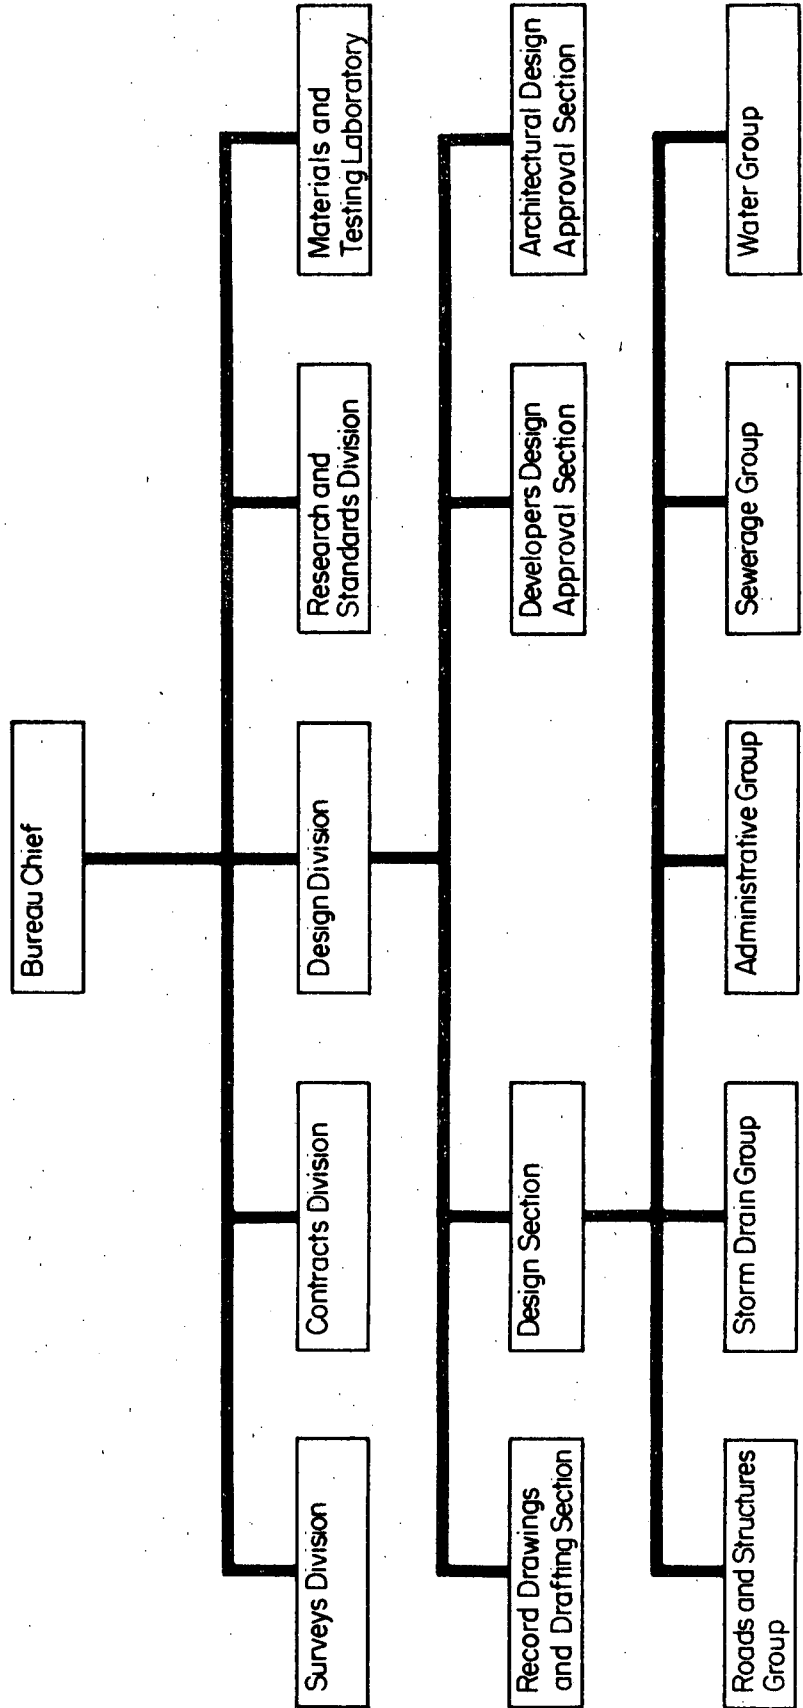 Bureau Chief
Surveys Division
Contracts Division
Design Division
Research and
Standards Division
Materials and
Testing Laboratory
Record Drawings
and Drafting Section
Design Section
Developers Design
Approval Section
Architectural Design
Approval Section
Roads and Structures
Group
Storm Drain Group
Administrative Group
Sewerage Group
Water Group